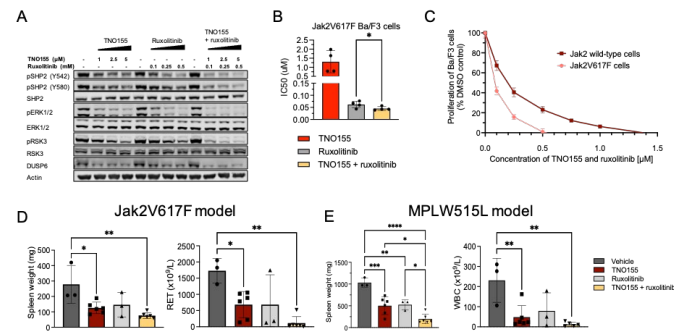 A
TNO155
Ruxolitinib
TNO155
+ ruxolitinib
TNO155 (µM) - 1 2.5 5 - - - - - 1 2.5 5
Ruxolitinib (mM) - - - - - 0.1 0.25 0.5 - 0.1 0.25 0.5
pSHP2 (Y542)
pSHP2 (Y580)
SHP2
pERK1/2
ERK1/2
pRSK3
RSK3
DUSP6
Actin
B
Jak2V617F Ba/F3 cells
IC50 (uM)
2.5
2.0
1.5
1.0
0.5
0.10
0.05
0.00
*
TNO155
Ruxolitinib
TNO155 + ruxolitinib
C
Proliferation of Ba/F3 cells
(% DMSO control)
100
80
60
40
20
0
0.0 0.5 1.0 1.5
Concentration of TNO155 and ruxolitinib [µM]
Jak2 wild-type cells
Jak2V617F cells
D
Jak2V617F model
Spleen weight (mg)
500
400
300
200
100
0
**
*
RET (x109/L)
2500
2000
1500
1000
500
0
**
*
E
MPLW515L model
Spleen weight (mg)
1500
1000
500
0
****
*
**
***
*
WBC (x10⁹/L)
400
300
200
100
0
**
**
Vehicle
TNO155
Ruxolitinib
TNO155 + ruxolitinib